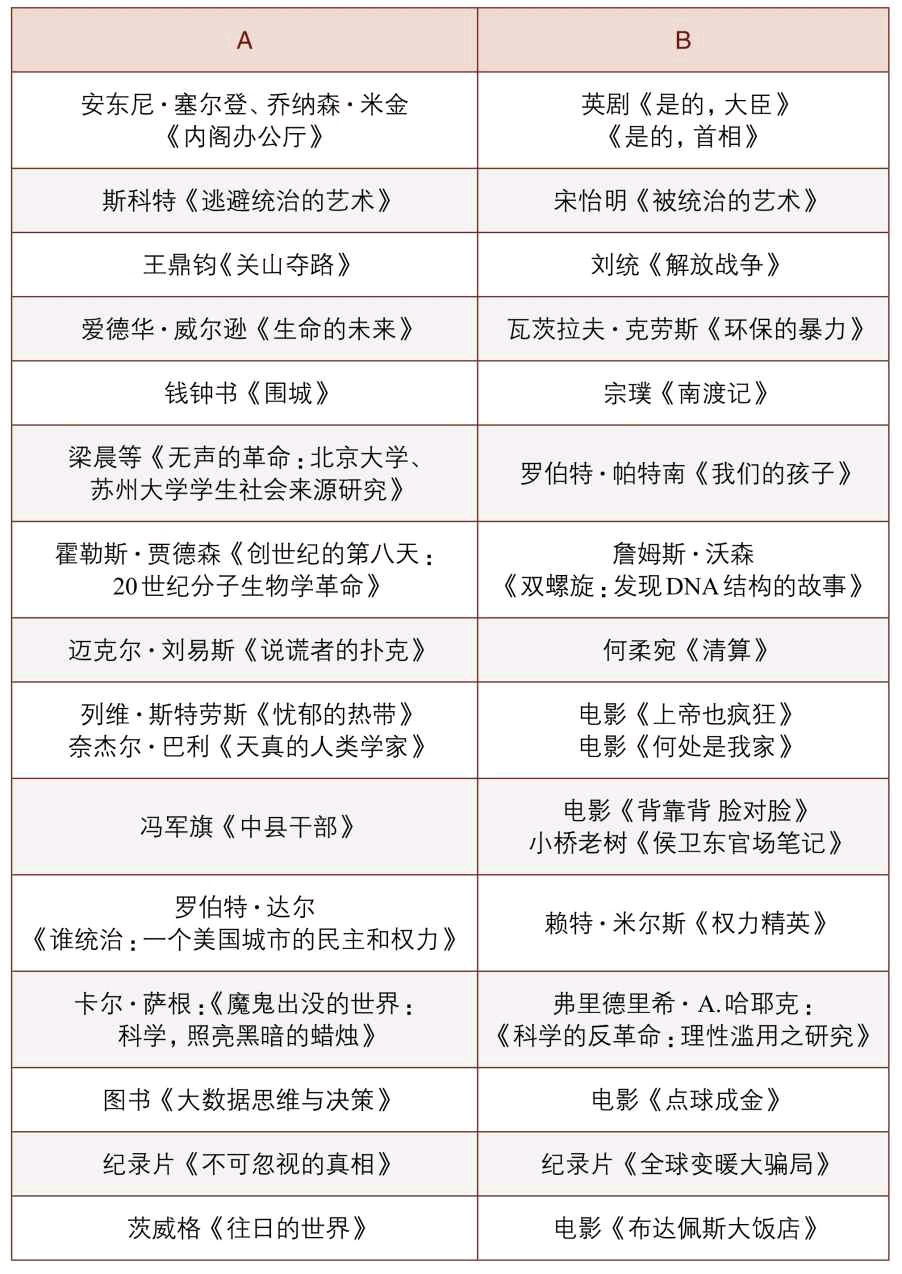 A
B
安东尼·塞尔登、乔纳森·米金
《内阁办公厅》
英剧《是的，大臣》
《是的，首相》
斯科特《逃避统治的艺术》
宋怡明《被统治的艺术》
王鼎钧《关山夺路》
刘统《解放战争》
爱德华·威尔逊《生命的未来》
瓦茨拉夫·克劳斯《环保的暴力》
钱钟书《围城》
宗璞《南渡记》
梁晨等《无声的革命：北京大学、
苏州大学学生社会来源研究》
罗伯特·帕特南《我们的孩子》
霍勒斯·贾德森《创世纪的第八天：
20世纪分子生物学革命》
詹姆斯·沃森
《双螺旋：发现DNA结构的故事》
迈克尔·刘易斯《说谎者的扑克》
何柔宛《清算》
列维·斯特劳斯《忧郁的热带》
奈杰尔·巴利《天真的人类学家》
电影《上帝也疯狂》
电影《何处是我家》
冯军旗《中县干部》
电影《背靠背 脸对脸》
小桥老树《侯卫东官场笔记》
罗伯特·达尔
《谁统治：一个美国城市的民主和权力》
赖特·米尔斯《权力精英》
卡尔·萨根：《魔鬼出没的世界：
科学，照亮黑暗的蜡烛》
弗里德里希·A.哈耶克：
《科学的反革命：理性滥用之研究》
图书《大数据思维与决策》
电影《点球成金》
纪录片《不可忽视的真相》
纪录片《全球变暖大骗局》
茨威格《往日的世界》
电影《布达佩斯大饭店》